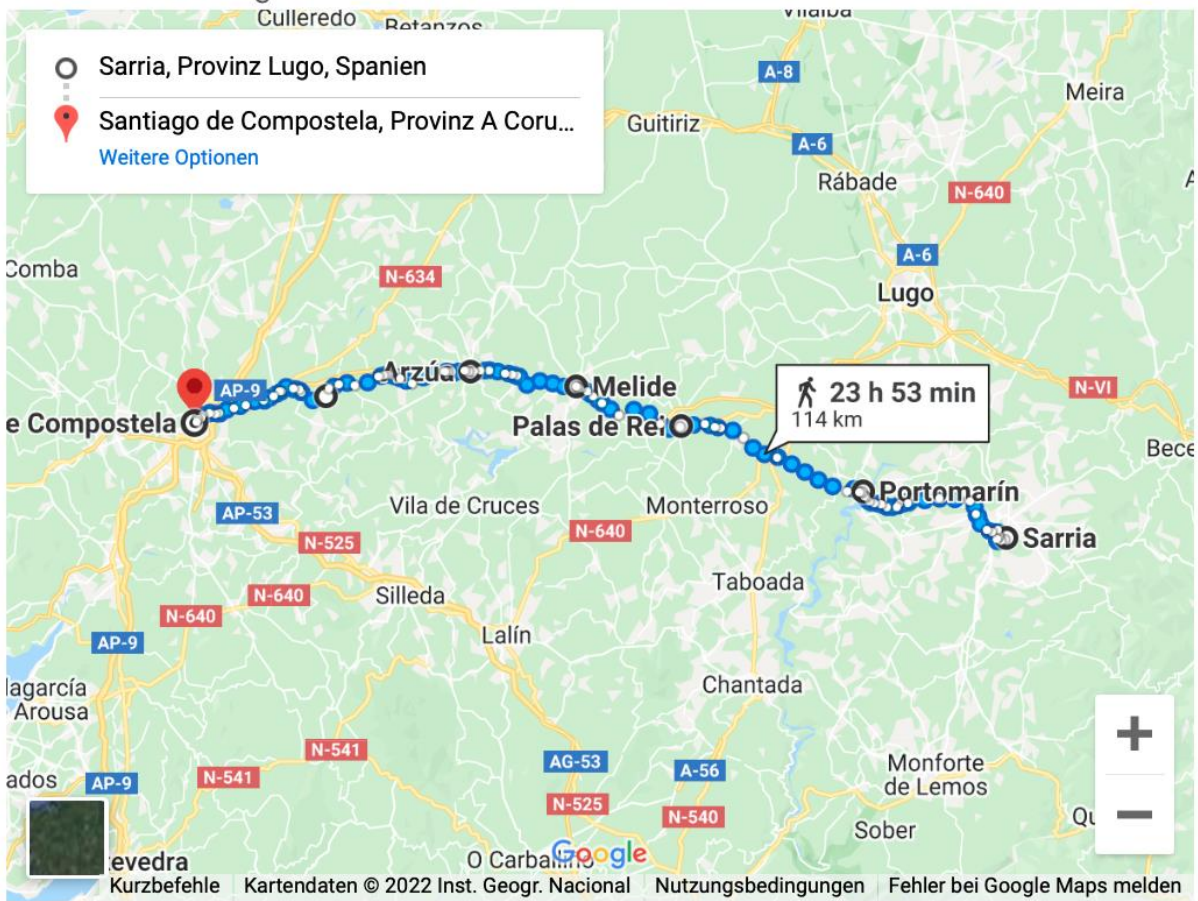 Culleredo
Betanzos
Vilalba
Sarria, Provinz Lugo, Spanien
Santiago de Compostela, Provinz A Coru...
Weitere Optionen
A-8
Meira
Guitiriz
A-6
Rábade
N-640
A-6
Comba
N-634
Lugo
AP-9
Arzúa
Melide
23 h 53 min
114 km
N-VI
e Compostela
Palas de Rei
Bece
Portomarín
AP-53
Vila de Cruces
Monterroso
N-640
N-525
Sarria
Taboada
N-640
Silleda
N-640
Lalín
AP-9
lagarcía
Arousa
Chantada
N-541
AG-53
A-56
Monforte
de Lemos
ados
AP-9
N-541
N-525
N-540
Qu
Sober
tevedra
O Carballiño
Google
Kurzbefehle Kartendaten © 2022 Inst. Geogr. Nacional Nutzungsbedingungen Fehler bei Google Maps melden